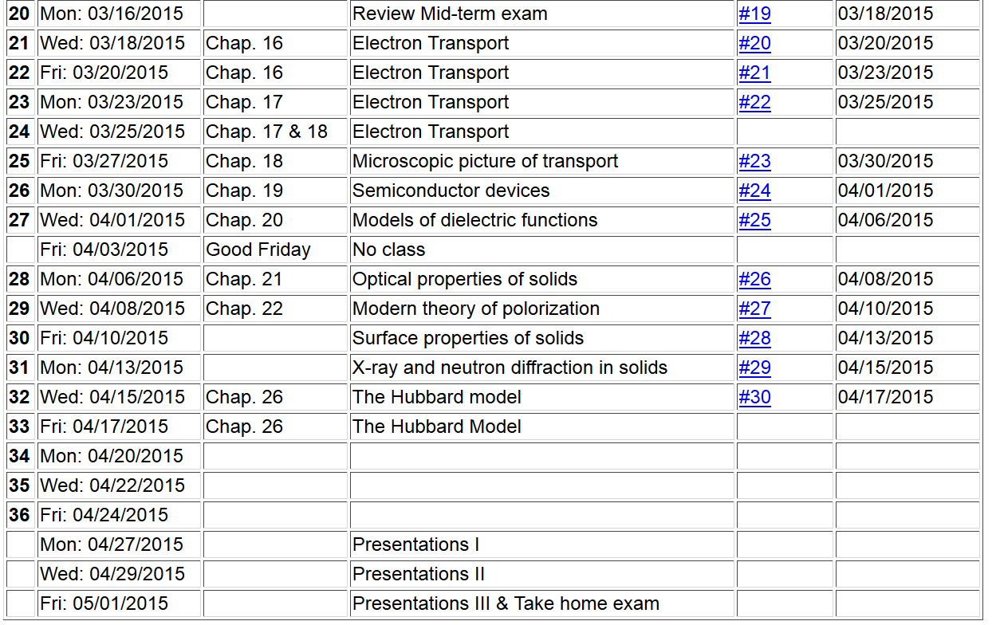 20 Mon: 03/16/2015 Review Mid-term exam #19 03/18/2015
21 Wed: 03/18/2015 Chap. 16 Electron Transport #20 03/20/2015
22 Fri: 03/20/2015 Chap. 16 Electron Transport #21 03/23/2015
23 Mon: 03/23/2015 Chap. 17 Electron Transport #22 03/25/2015
24 Wed: 03/25/2015 Chap. 17 & 18 Electron Transport
25 Fri: 03/27/2015 Chap. 18 Microscopic picture of transport #23 03/30/2015
26 Mon: 03/30/2015 Chap. 19 Semiconductor devices #24 04/01/2015
27 Wed: 04/01/2015 Chap. 20 Models of dielectric functions #25 04/06/2015
Fri: 04/03/2015 Good Friday No class
28 Mon: 04/06/2015 Chap. 21 Optical properties of solids #26 04/08/2015
29 Wed: 04/08/2015 Chap. 22 Modern theory of polorization #27 04/10/2015
30 Fri: 04/10/2015 Surface properties of solids #28 04/13/2015
31 Mon: 04/13/2015 X-ray and neutron diffraction in solids #29 04/15/2015
32 Wed: 04/15/2015 Chap. 26 The Hubbard model #30 04/17/2015
33 Fri: 04/17/2015 Chap. 26 The Hubbard Model
34 Mon: 04/20/2015
35 Wed: 04/22/2015
36 Fri: 04/24/2015
Mon: 04/27/2015 Presentations I
Wed: 04/29/2015 Presentations II
Fri: 05/01/2015 Presentations III & Take home exam